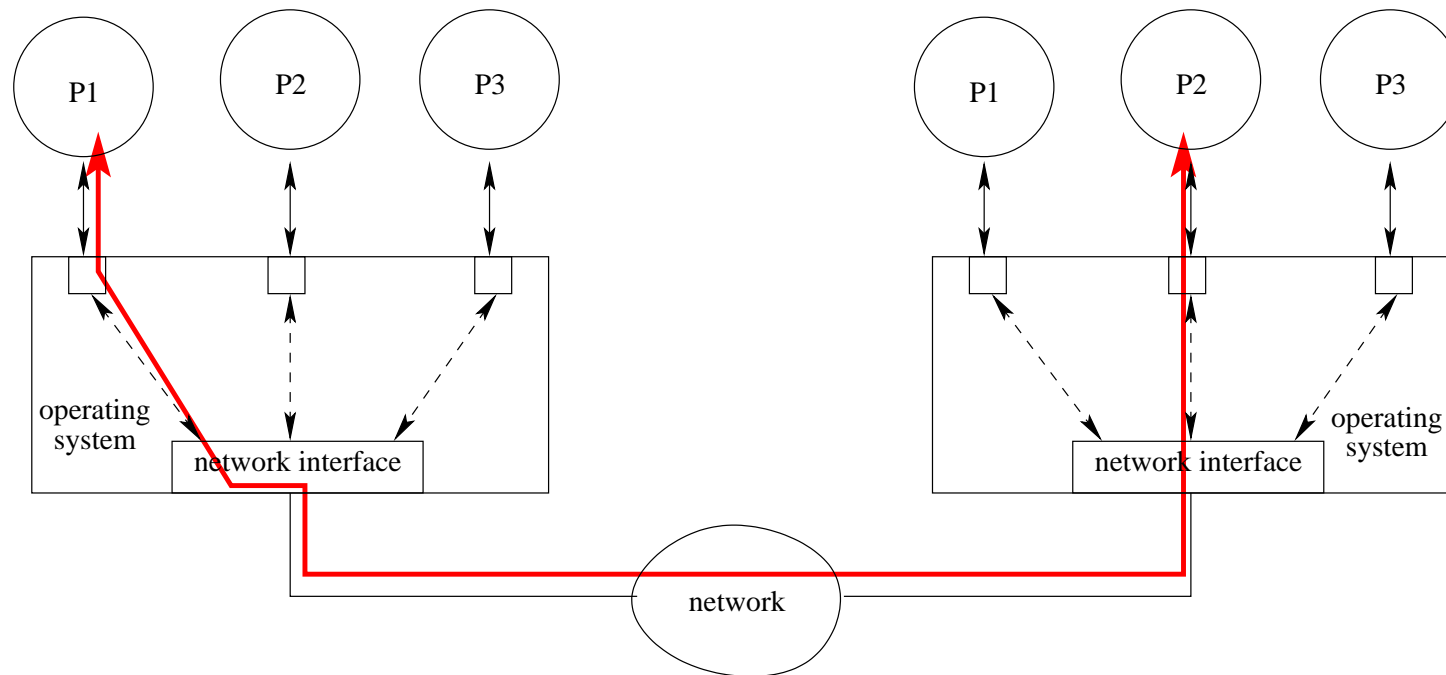 P1
P2
P3
P1
P2
P3
operating
system
network interface
network interface
operating
system
network